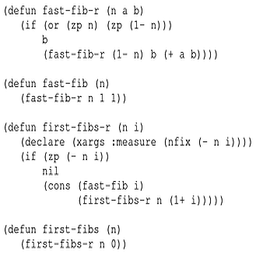 (defun fast-fib-r (n a b)
(if (or (zp n) (zp (1- n)))
b
(fast-fib-r (1- n) b (+ a b))))
(defun fast-fib (n)
(fast-fib-r n 1 1))
(defun first-fibs-r (n i)
(declare (xargs :measure (nfix (- n i))))
(if (zp (- n i))
nil
(cons (fast-fib i)
(first-fibs-r n (1+ i)))))
(defun first-fibs (n)
(first-fibs-r n 0))